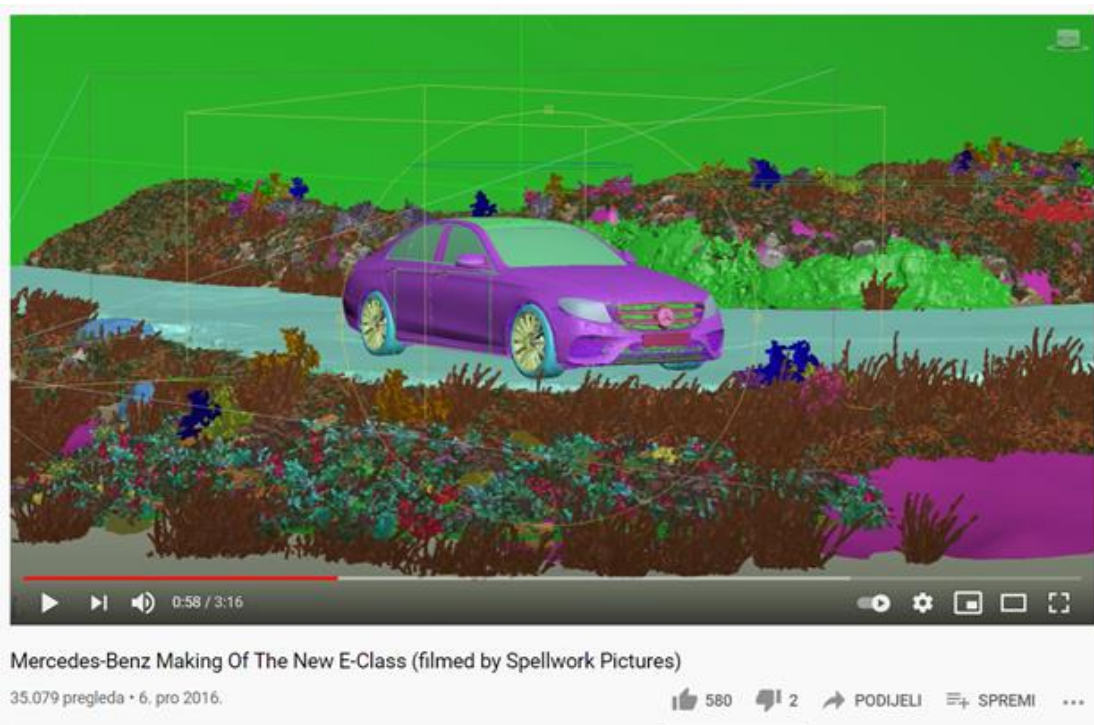 0:58 / 3:16
Mercedes-Benz Making Of The New E-Class (filmed by Spellwork Pictures)
35.079 pregleda • 6. pro 2016.
580 2 PODIJELI SPREMI